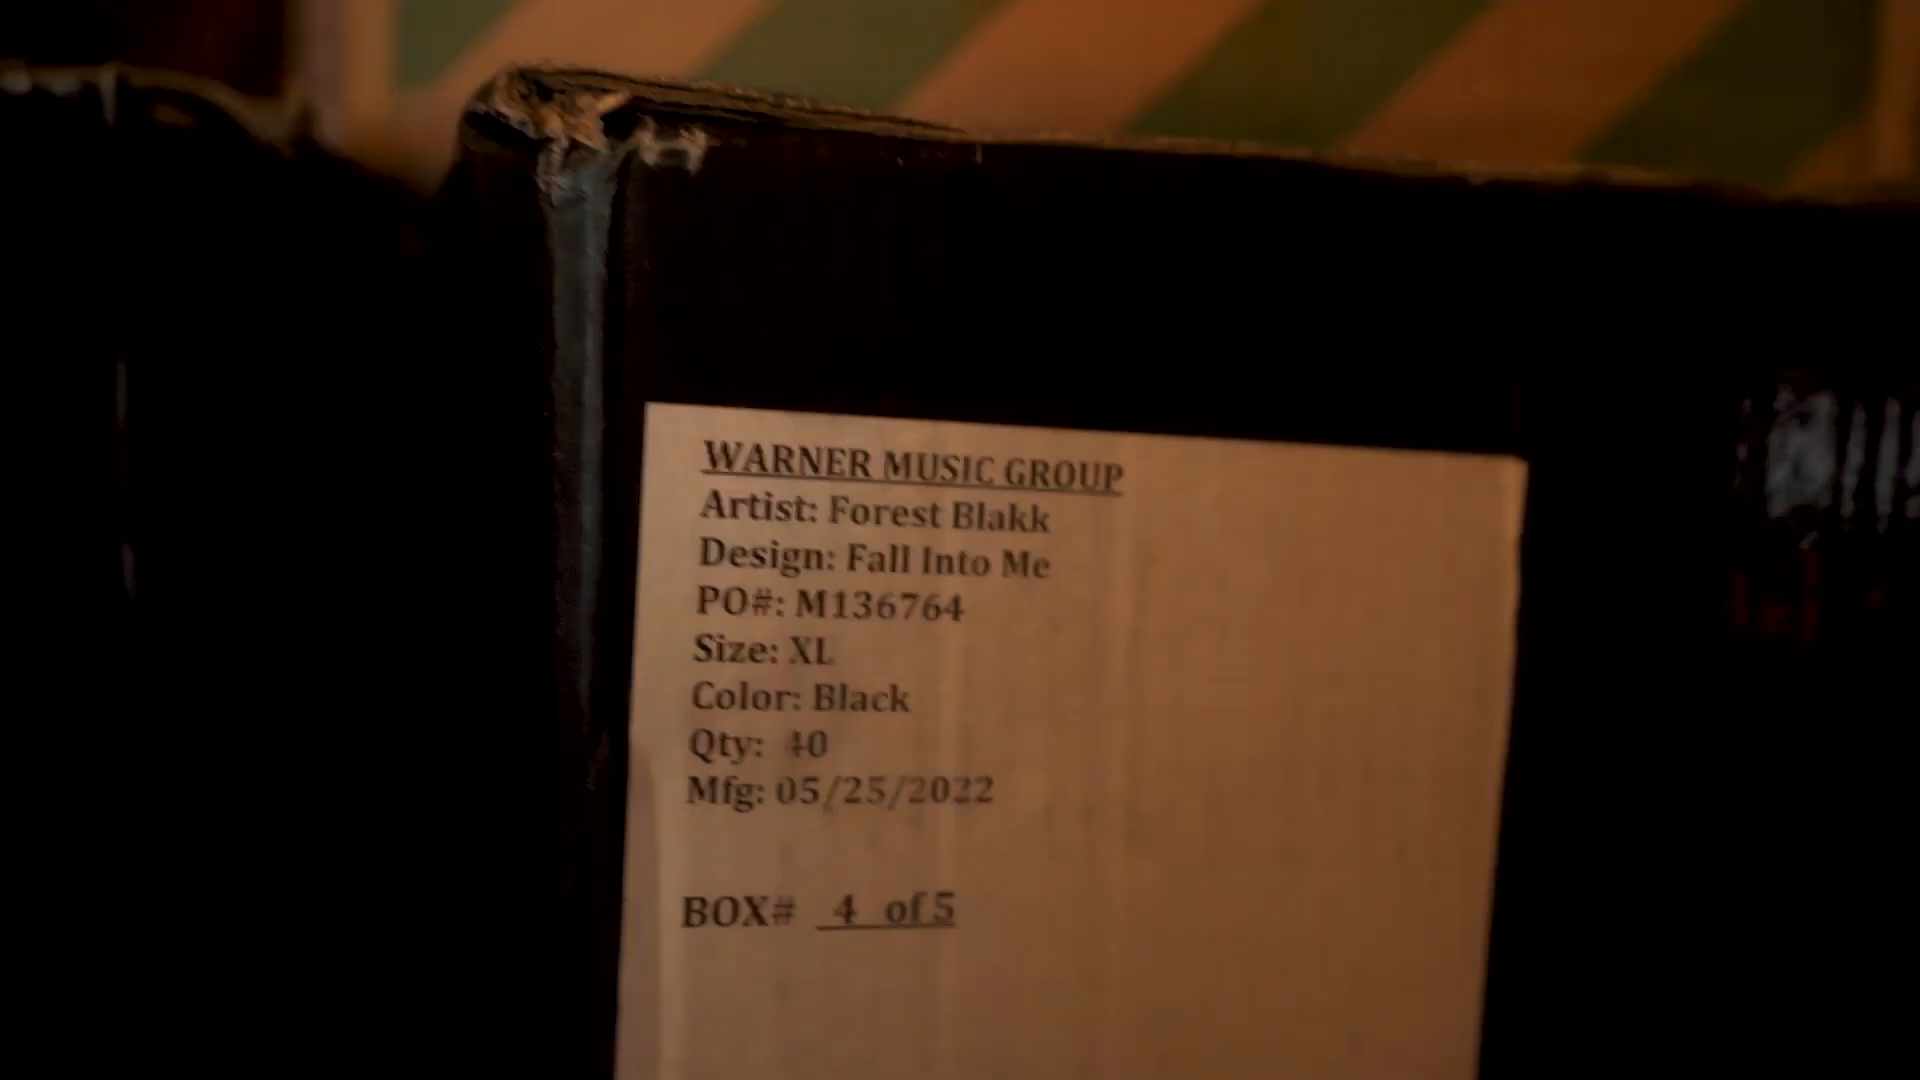 WARNER MUSIC GROUP
Artist: Forest Blakk
Design: Fall Into Me
PO#: M136764
Size: XL
Color: Black
Qty: 40
Mfg: 05/25/2022
BOX# 4 of 5